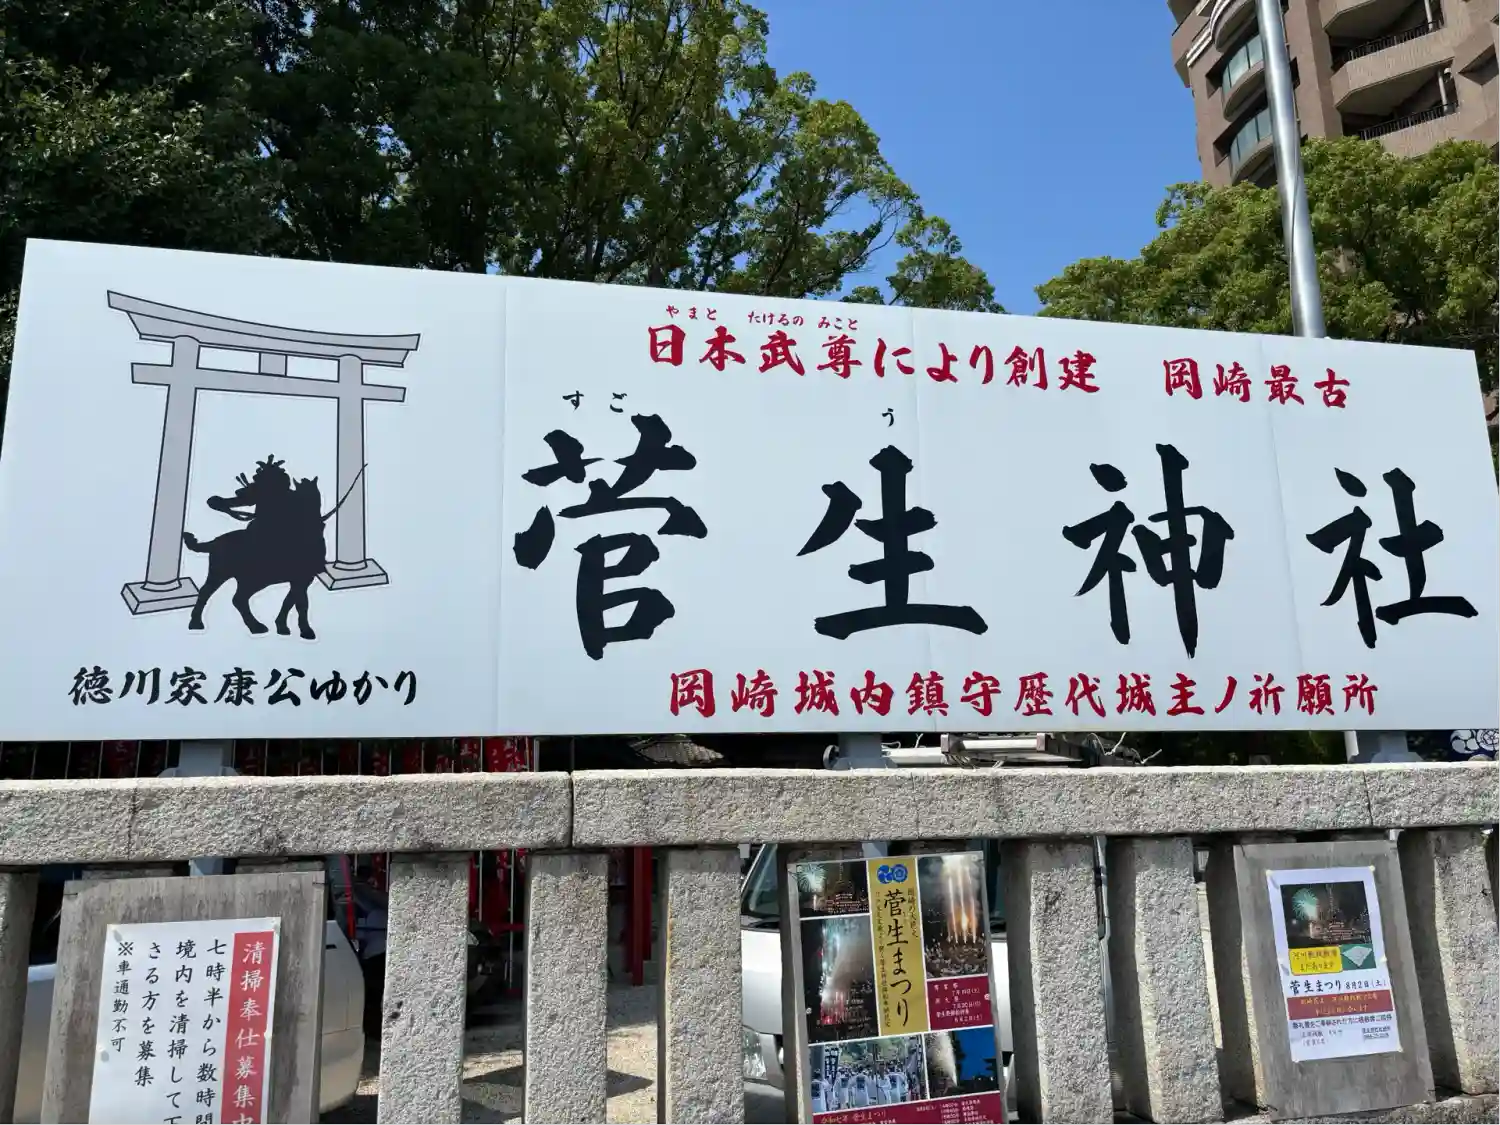 やまと たけるの みこと
日本武尊により創建 岡崎最古
すご う
菅生神社
徳川家康公ゆかり
岡崎城内鎮守歴代城主ノ祈願所
清掃奉仕募集中
七時半から数時間
境内を清掃して下
さる方を募集
※車通勤不可
菅生まつり
菅生まつり 8月2日(土)